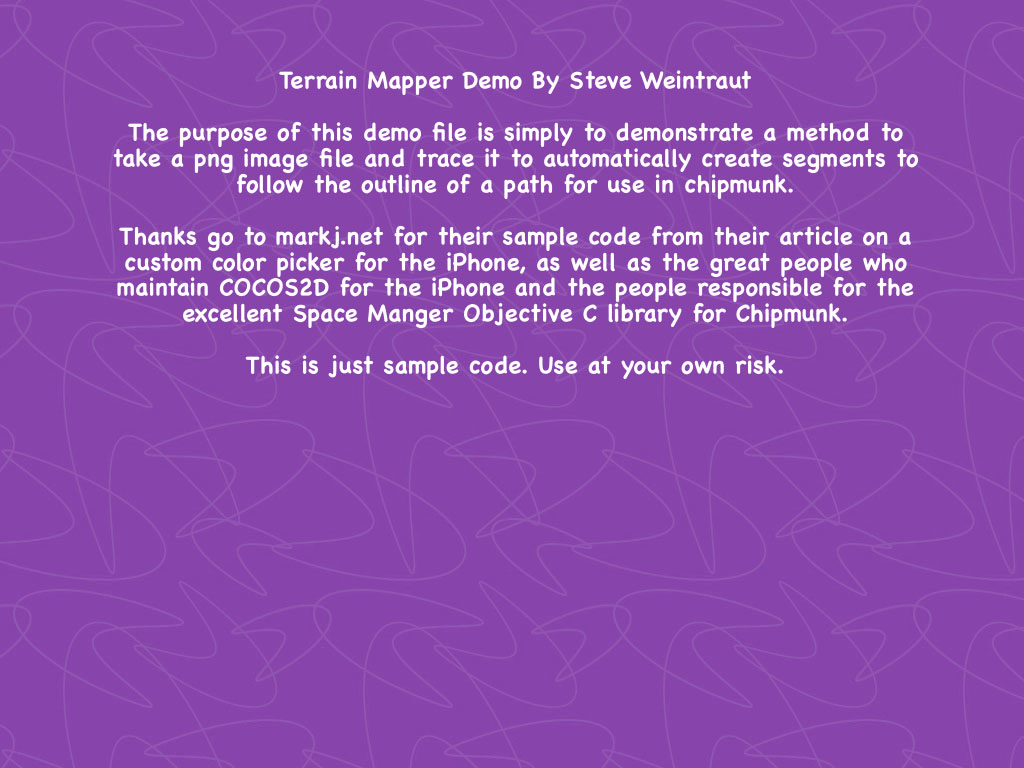 Terrain Mapper Demo By Steve Weintraut
The purpose of this demo file is simply to demonstrate a method to
take a png image file and trace it to automatically create segments to
follow the outline of a path for use in chipmunk.
Thanks go to markj.net for their sample code from their article on a
custom color picker for the iPhone, as well as the great people who
maintain COCOS2D for the iPhone and the people responsible for the
excellent Space Manger Objective C library for Chipmunk.
This is just sample code. Use at your own risk.